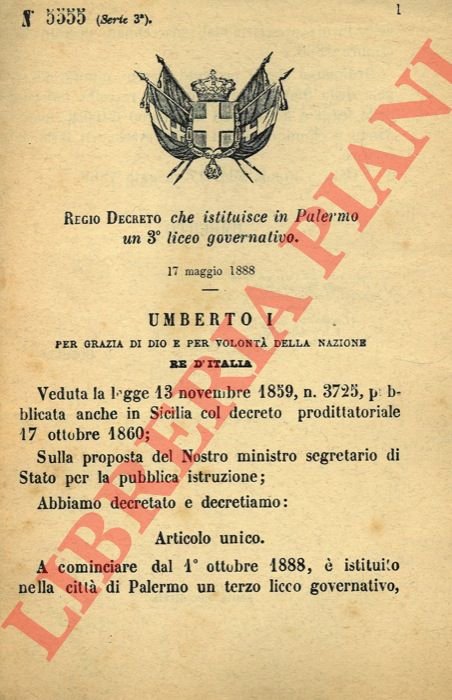 N° 5555 (Serie 3ª).
1
REGIO DECRETO che istituisce in Palermo
un 3° liceo governativo.
17 maggio 1888
UMBERTO I
PER GRAZIA DI DIO E PER VOLONTÀ DELLA NAZIONE
RE D'ITALIA
Veduta la legge 13 novembre 1859, n. 3725, pub-
blicata anche in Sicilia col decreto prodittatoriale
17 ottobre 1860;
Sulla proposta del Nostro ministro segretario di
Stato per la pubblica istruzione;
Abbiamo decretato e decretiamo:
Articolo unico.
A cominciare dal 1° ottobre 1888, è istituito
nella città di Palermo un terzo liceo governativo,
LIBRERIA PIANI